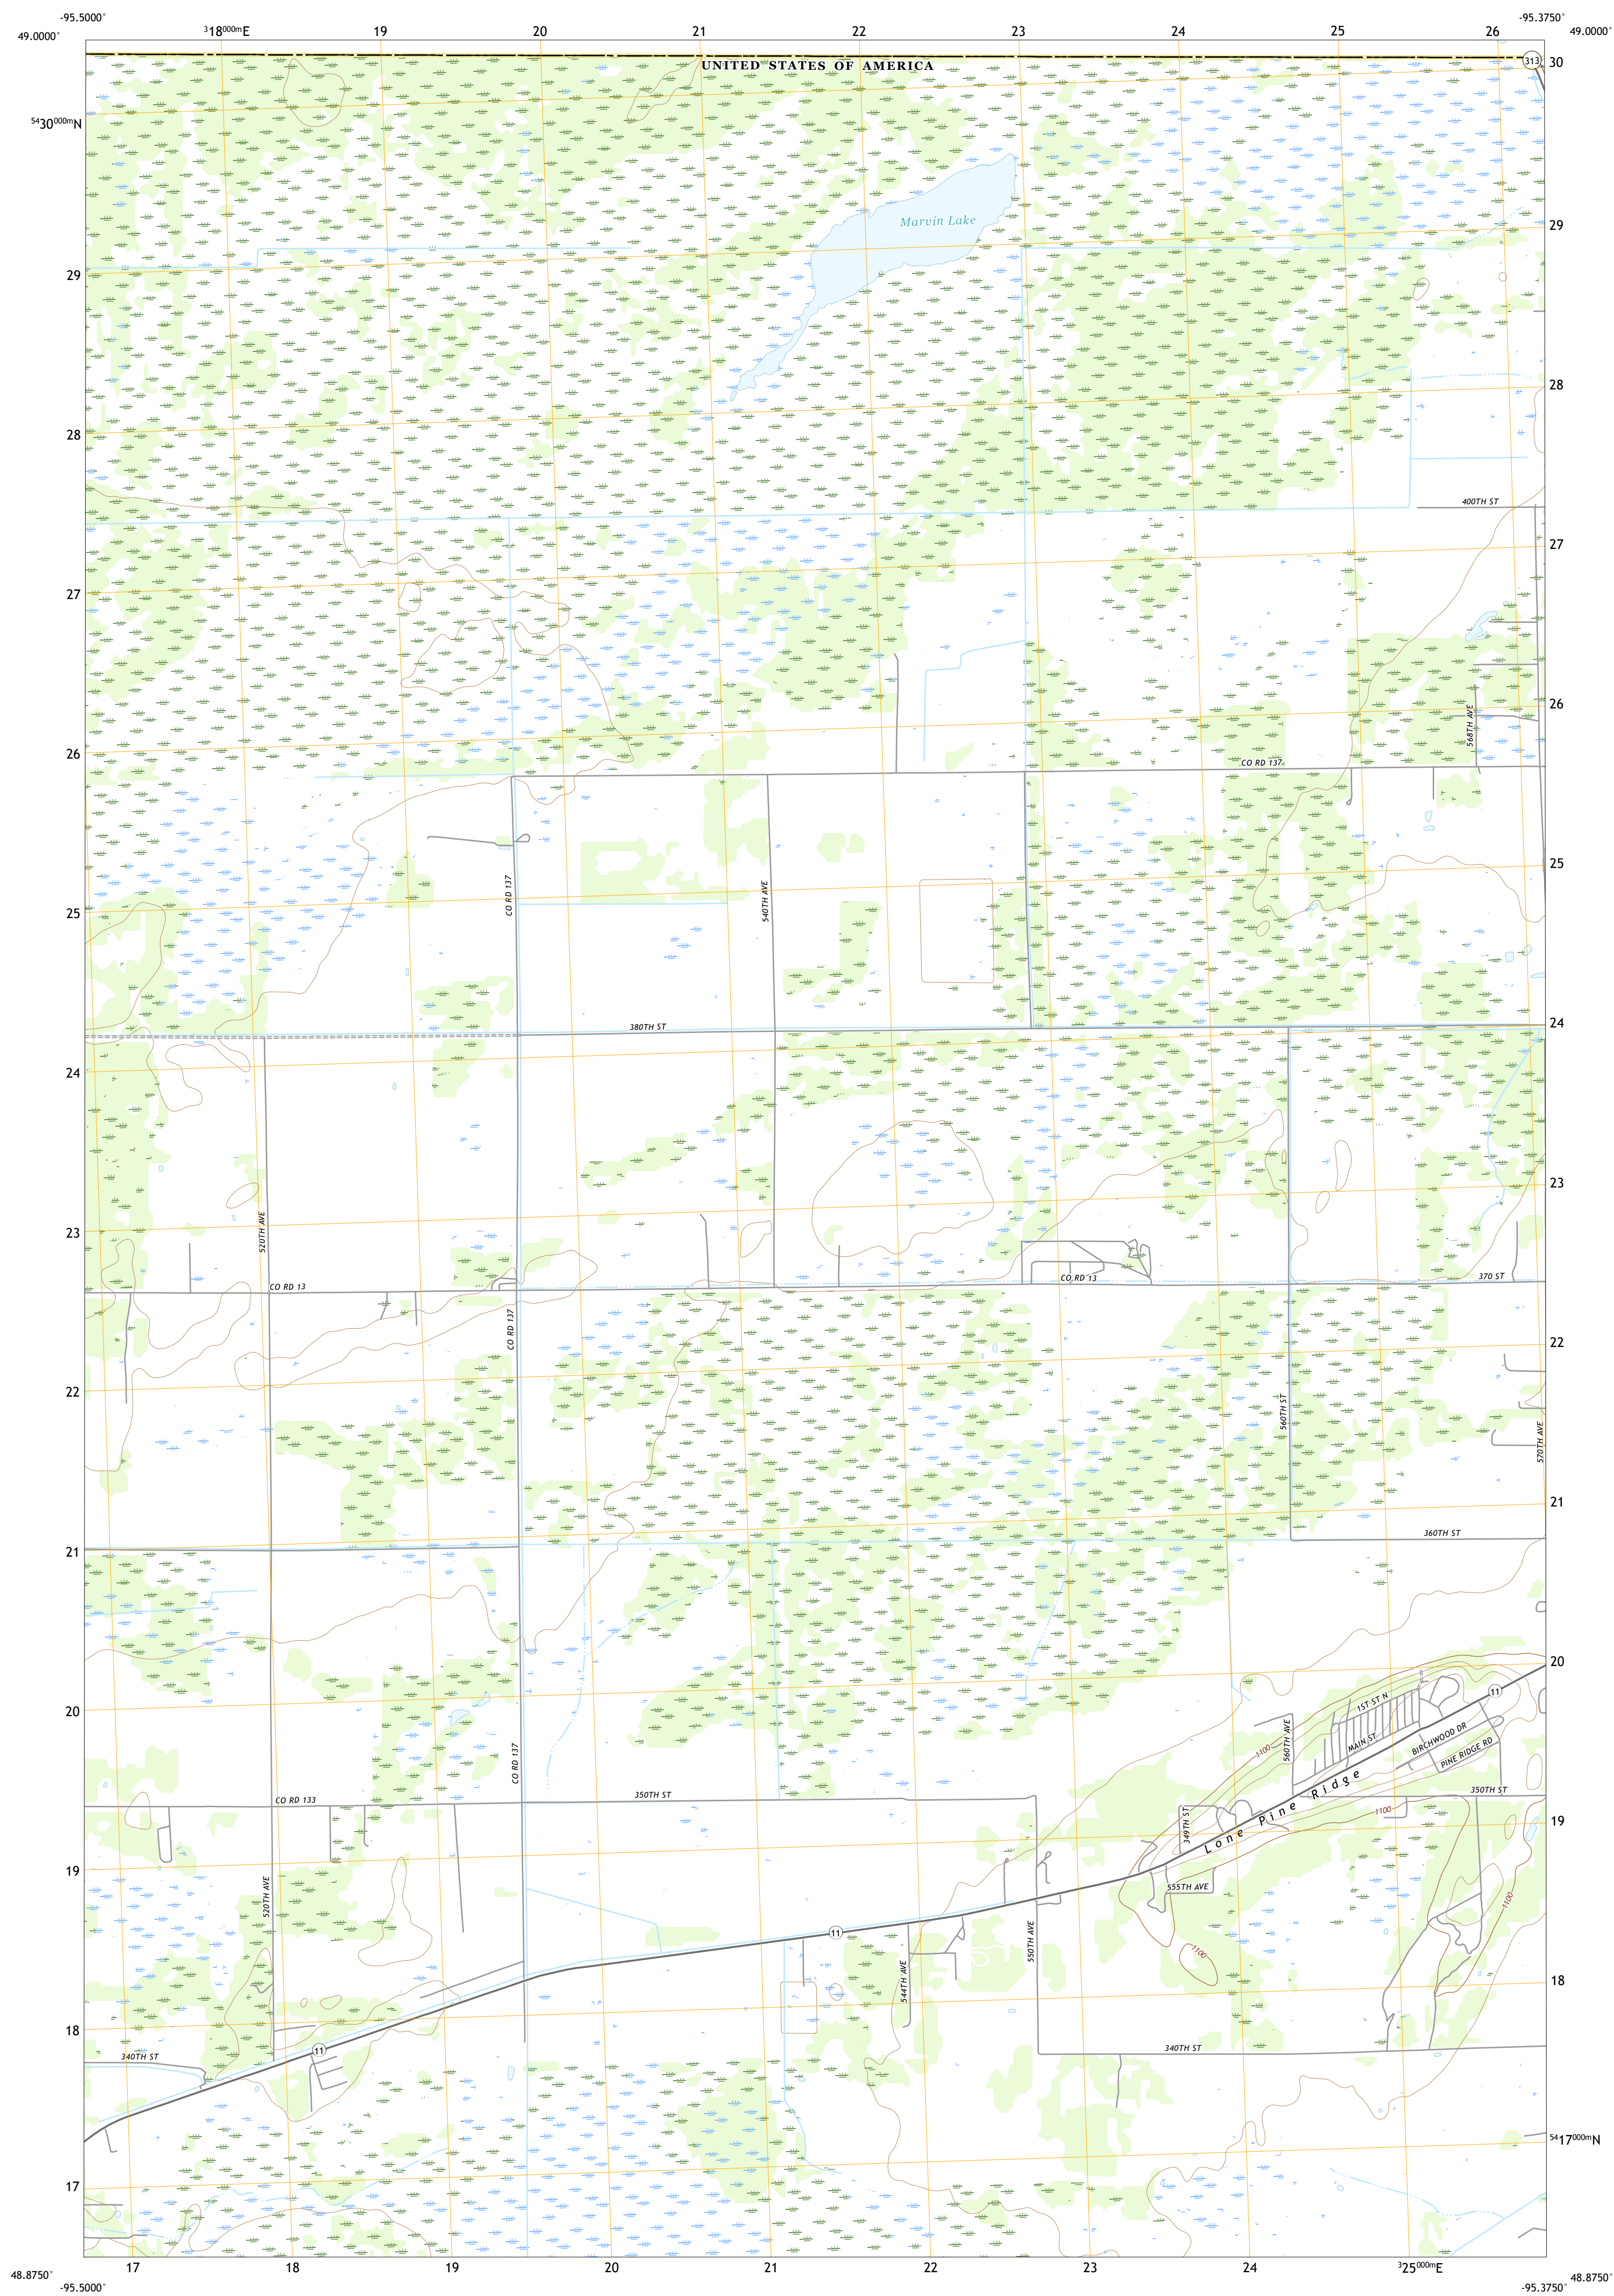 -95.5000°
-95.3750°
49.0000°
318000mE
19
20
21
22
23
24
25
26
49.0000°
UNITED STATES OF AMERICA
313
30
5430000mN
Marvin Lake
29
29
28
28
400TH ST
27
27
26
568TH AVE
26
CO RD 137
25
CO RD 137
540TH AVE
25
24
380TH ST
24
23
520TH AVE
23
CO RD 13
CO RD 13
370 ST
CO RD 137
22
22
560TH ST
570TH AVE
21
360TH ST
21
20
11
1ST ST N
20
560TH AVE
MAIN ST
BIRCHWOOD DR
PINE RIDGE RD
1100
CO RD 137
Lone Pine Ridge
350TH ST
350TH ST
CO RD 133
1100
349TH ST
19
19
555TH AVE
520TH AVE
1100
11
550TH AVE
1100
544TH AVE
18
18
11
340TH ST
340TH ST
5417000mN
17
17
18
19
20
21
22
23
24
325000mE
48.8750°
48.8750°
-95.5000°
-95.3750°